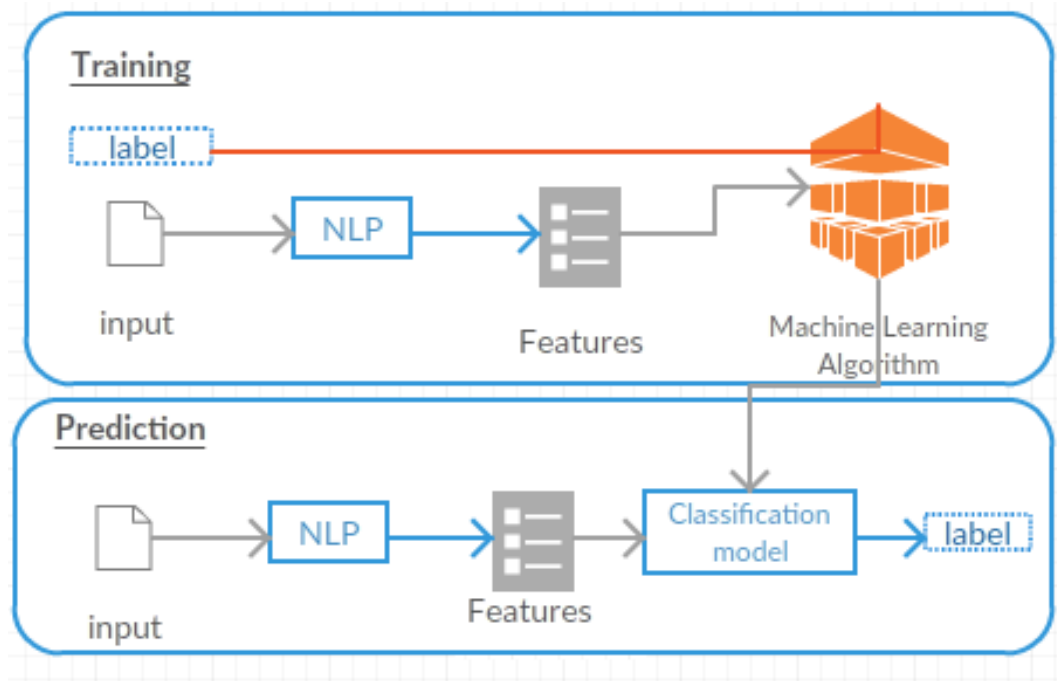 Training
label
NLP
input
Features
Machine Learning
Algorithm
Prediction
NLP
Classification
model
label
Features
input